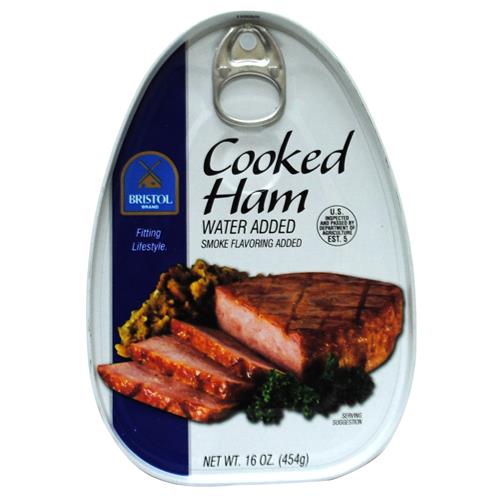 Cooked
Ham
WATER ADDED
SMOKE FLAVORING ADDED
BRISTOL
BRAND
Fitting
Lifestyle.
U.S.
INSPECTED
AND PASSED BY
DEPARTMENT OF
AGRICULTURE
EST. 5
SERVING
SUGGESTION
NET WT. 16 OZ. (454g)